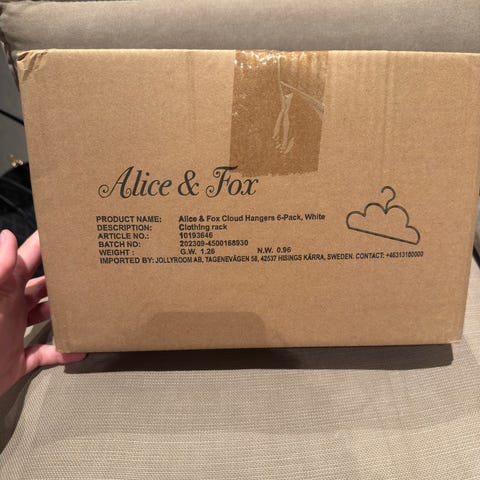 Alice & Fox
PRODUCT NAME: Alice & Fox Cloud Hangers 6-Pack, White
DESCRIPTION: Clothing rack
ARTICLE NO.: 10193646
BATCH NO: 202309-4500168930
WEIGHT : G.W. 1.26 N.W. 0.96
IMPORTED BY: JOLLYROOM AB, TAGENEVÄGEN 58, 42537 HISINGS KÄRRA, SWEDEN. CONTACT: +46313180000